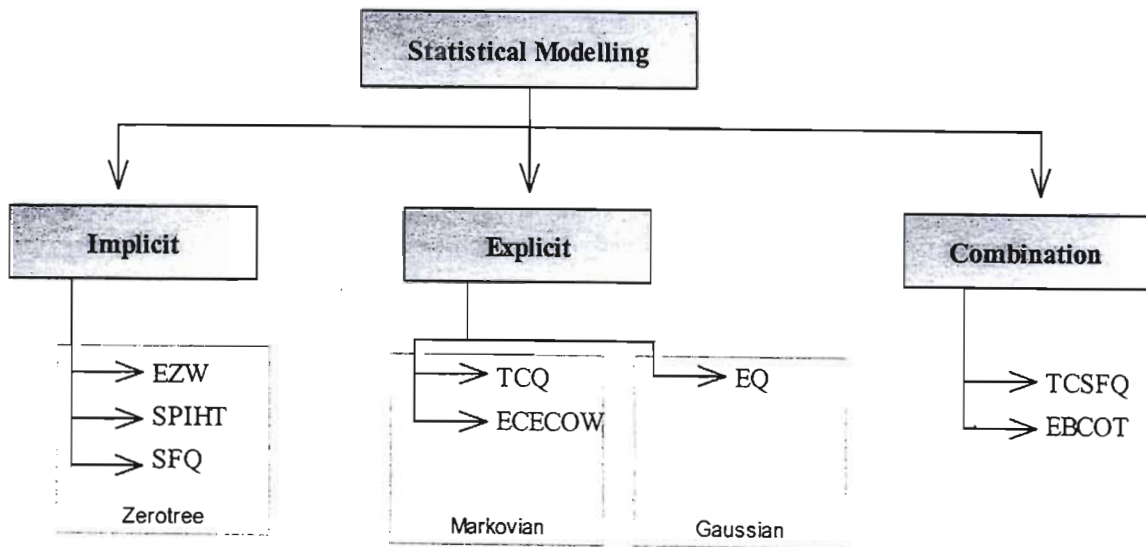 Statistical Modelling
Implicit
Explicit
Combination
EZW
SPIHT
SFQ
Zerotree
TCQ
ECECOW
Markovian
EQ
Gaussian
TCSFQ
EBCOT